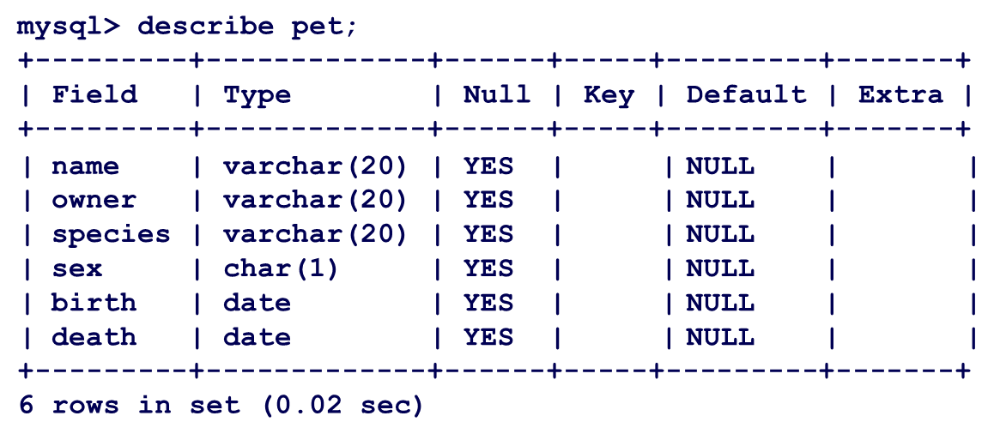 mysql> describe pet;
+---------+-------------+------+-----+---------+-------+
| Field   | Type        | Null | Key | Default | Extra |
+---------+-------------+------+-----+---------+-------+
| name    | varchar(20) | YES  |     | NULL    |       |
| owner   | varchar(20) | YES  |     | NULL    |       |
| species | varchar(20) | YES  |     | NULL    |       |
| sex     | char(1)     | YES  |     | NULL    |       |
| birth   | date        | YES  |     | NULL    |       |
| death   | date        | YES  |     | NULL    |       |
+---------+-------------+------+-----+---------+-------+
6 rows in set (0.02 sec)